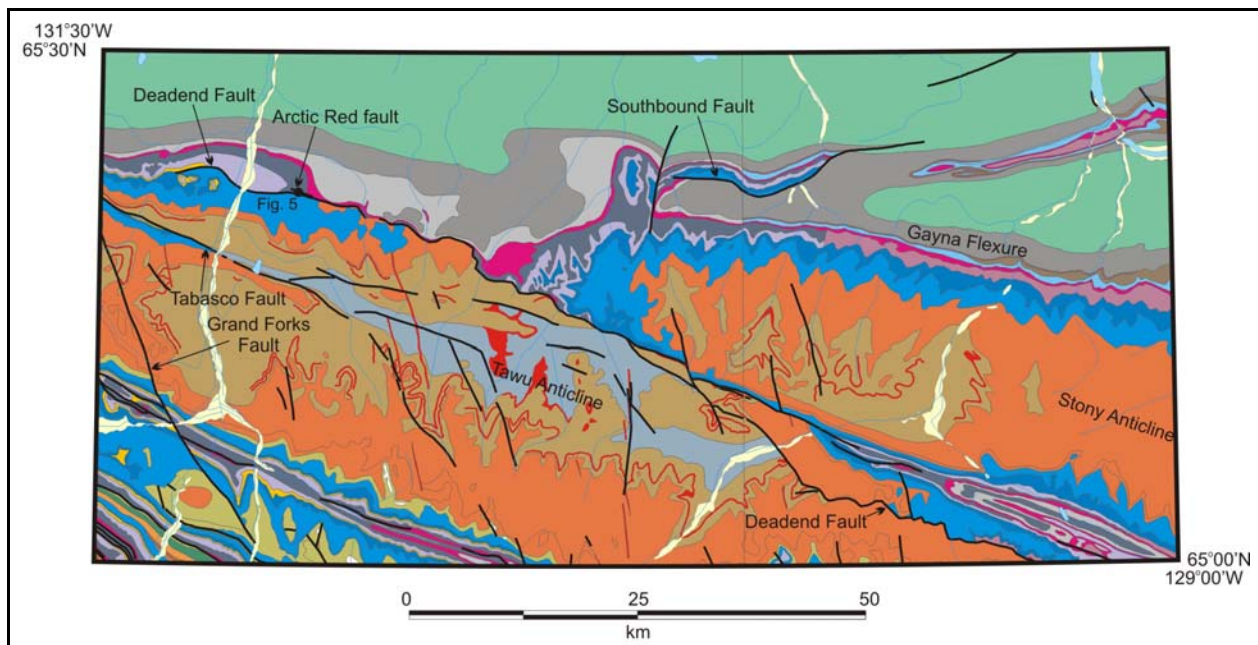 131°30'W
65°30'N
Deadend Fault
Arctic Red fault
Southbound Fault
Fig. 5
Gayna Flexure
Tabasco Fault
Grand Forks
Fault
Tawu Anticline
Stony Anticline
Deadend Fault
65°00'N
129°00'W
0 25 50
km